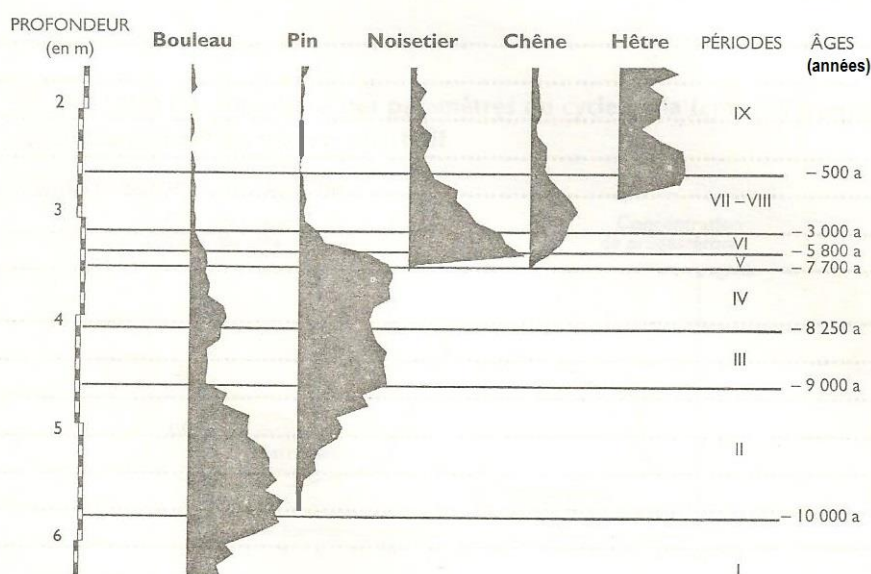 PROFONDEUR
(en m)
Bouleau Pin Noisetier Chêne Hêtre PÉRIODES ÂGES
(années)
2
IX
– 500 a
VII – VIII
3
– 3 000 a
VI
– 5 800 a
V
– 7 700 a
IV
4
– 8 250 a
III
– 9 000 a
5
II
– 10 000 a
6
I